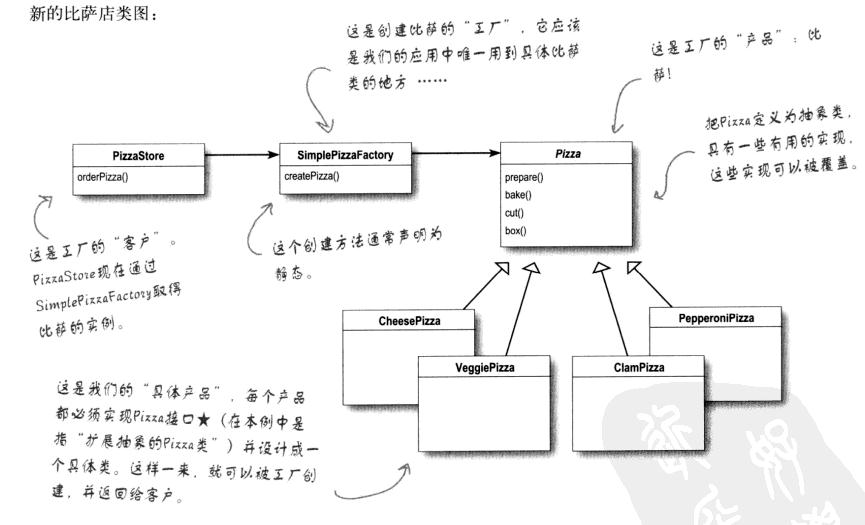 新的比萨店类图：
这是创建比萨的“工厂”，它应该
是我们的应用中唯一用到具体比萨
类的地方……
这是工厂的“产品”：比
萨！
把Pizza定义为抽象类，
具有一些有用的实现，
这些实现可以被覆盖。
PizzaStore
orderPizza()
SimplePizzaFactory
createPizza()
Pizza
prepare()
bake()
cut()
box()
这是工厂的“客户”。
PizzaStore现在通过
SimplePizzaFactory取得
比萨的实例。
这个创建方法通常声明为
静态。
CheesePizza
VeggiePizza
ClamPizza
PepperoniPizza
这是我们的“具体产品”，每个产品
都必须实现Pizza接口★（在本例中是
指“扩展抽象的Pizza类”）并设计成一
个具体类。这样一来，就可以被工厂创
建，并返回给客户。